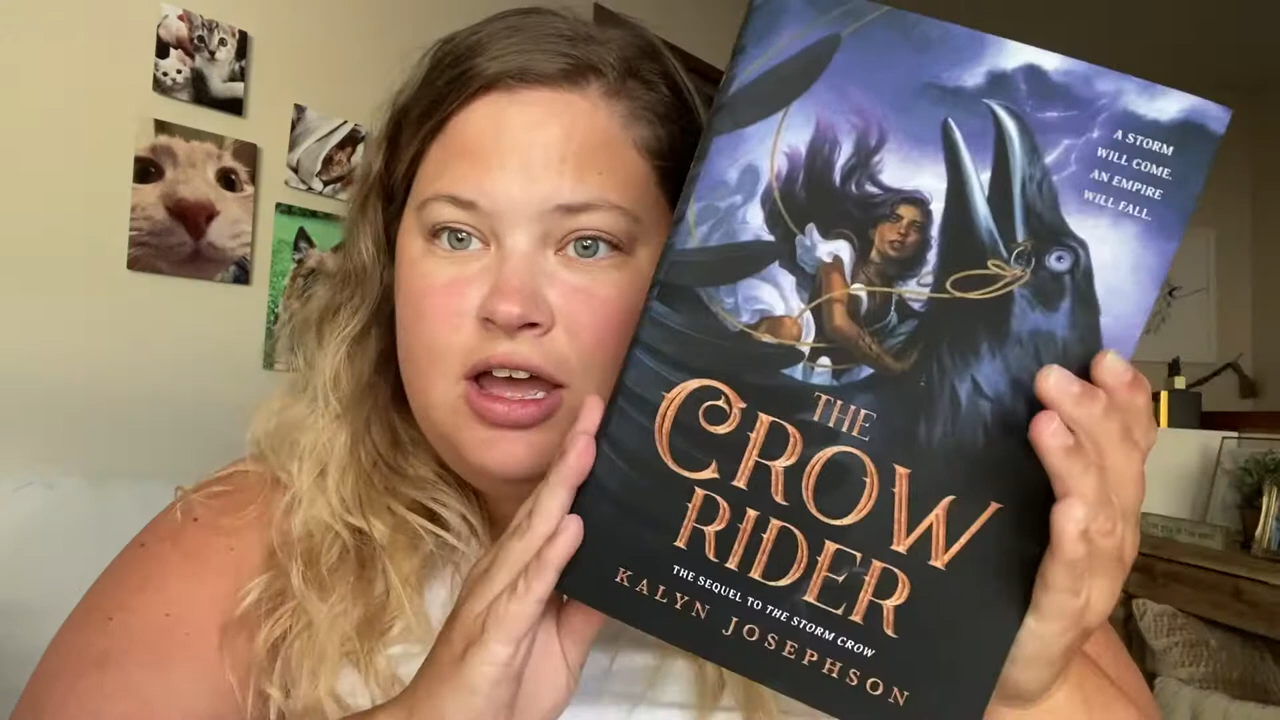 A STORM
WILL COME.
AN EMPIRE
WILL FALL.
THE
CROW
RIDER
THE SEQUEL TO THE STORM CROW
KALYN JOSEPHSON